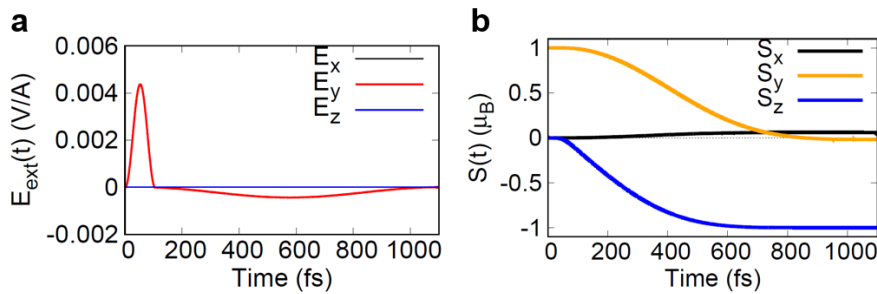 a
E_ext(t) (V/A)
0.006
0.004
0.002
0
-0.002
E_x
E_y
E_z
0 200 400 600 800 1000
Time (fs)
b
S(t) (μ_B)
1
0.5
0
-0.5
-1
S_x
S_y
S_z
0 200 400 600 800 1000
Time (fs)